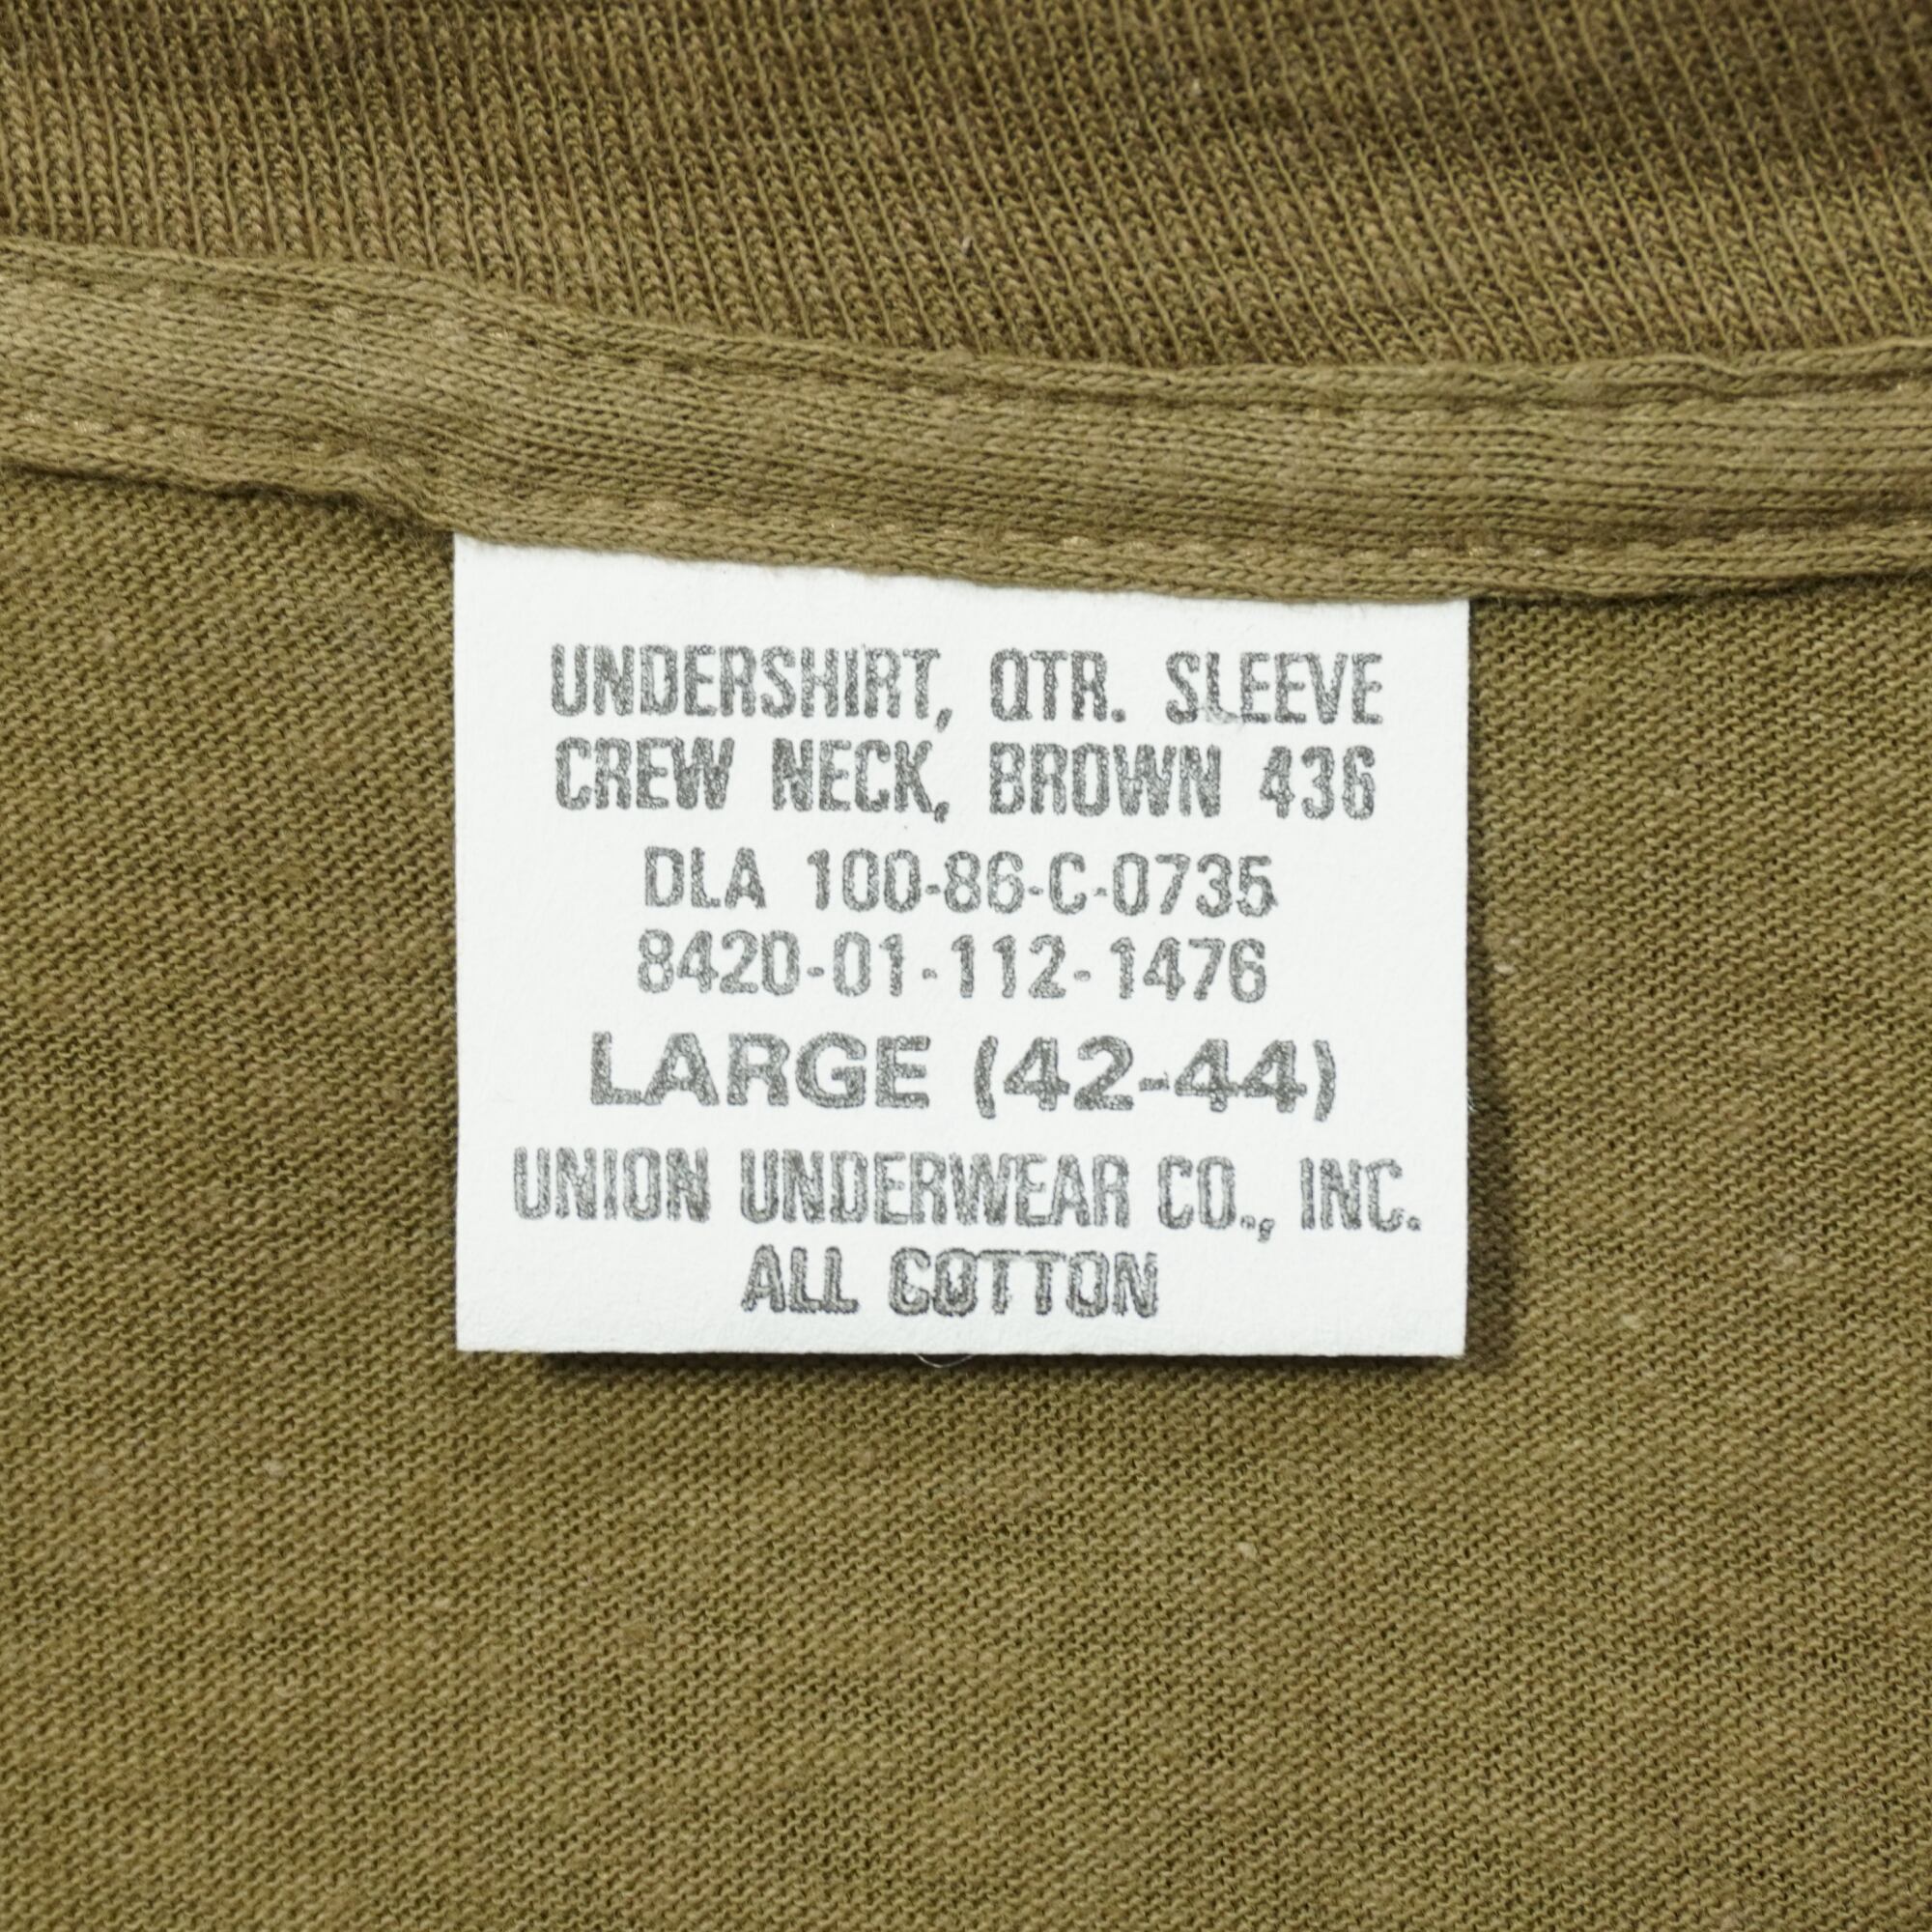 UNDERSHIRT, QTR. SLEEVE
CREW NECK, BROWN 436
DLA 100-86-C-0735
8420-01-112-1476
LARGE (42-44)
UNION UNDERWEAR CO., INC.
ALL COTTON